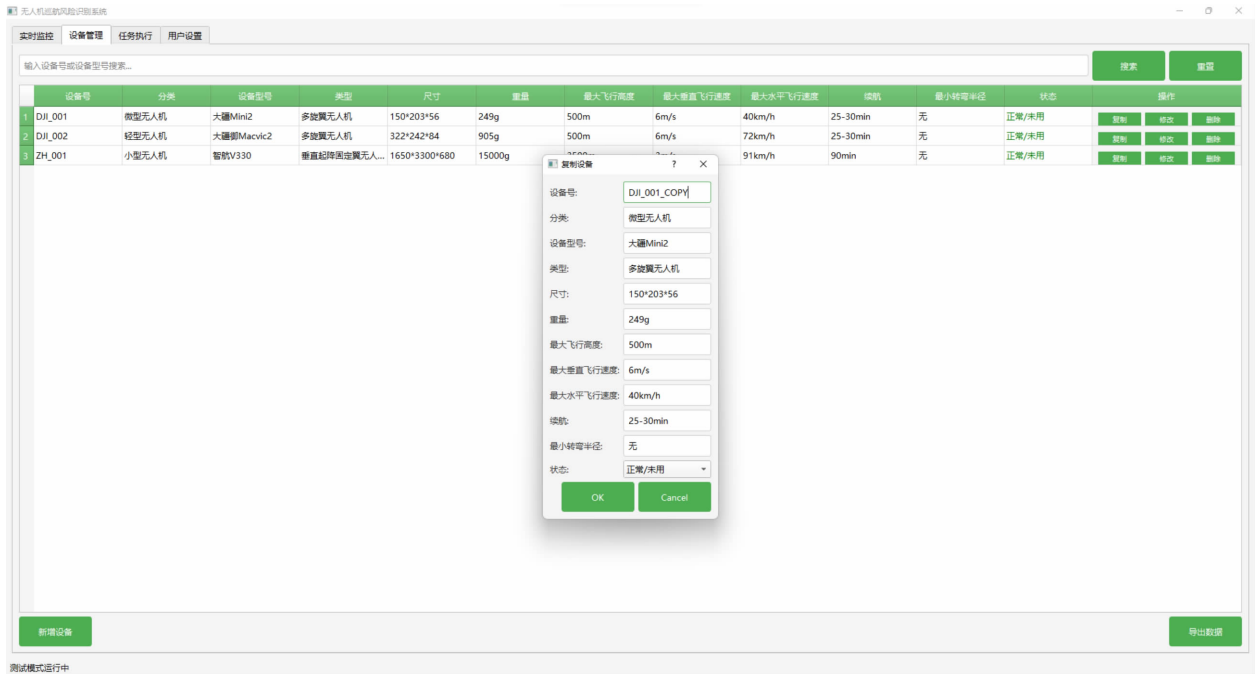 无人机巡航风险识别系统
实时监控 设备管理 任务执行 用户设置
输入设备号或设备型号搜索... 搜索 重置
设备号 分类 设备型号 类型 尺寸 重量 最大飞行高度 最大垂直飞行速度 最大水平飞行速度 续航 最小转弯半径 状态 操作
1 DJI_001 微型无人机 大疆Mini2 多旋翼无人机 150*203*56 249g 500m 6m/s 40km/h 25-30min 无 正常/未用 复制 修改 删除
2 DJI_002 轻型无人机 大疆御Macvic2 多旋翼无人机 322*242*84 905g 500m 6m/s 72km/h 25-30min 无 正常/未用 复制 修改 删除
3 ZH_001 小型无人机 智航V330 垂直起降固定翼无人... 1650*3300*680 15000g 91km/h 90min 无 正常/未用 复制 修改 删除
复制设备 ?
设备号: DJI_001_COPY
分类: 微型无人机
设备型号: 大疆Mini2
类型: 多旋翼无人机
尺寸: 150*203*56
重量: 249g
最大飞行高度: 500m
最大垂直飞行速度: 6m/s
最大水平飞行速度: 40km/h
续航: 25-30min
最小转弯半径: 无
状态: 正常/未用
OK Cancel
新增设备 导出数据
测试模式运行中